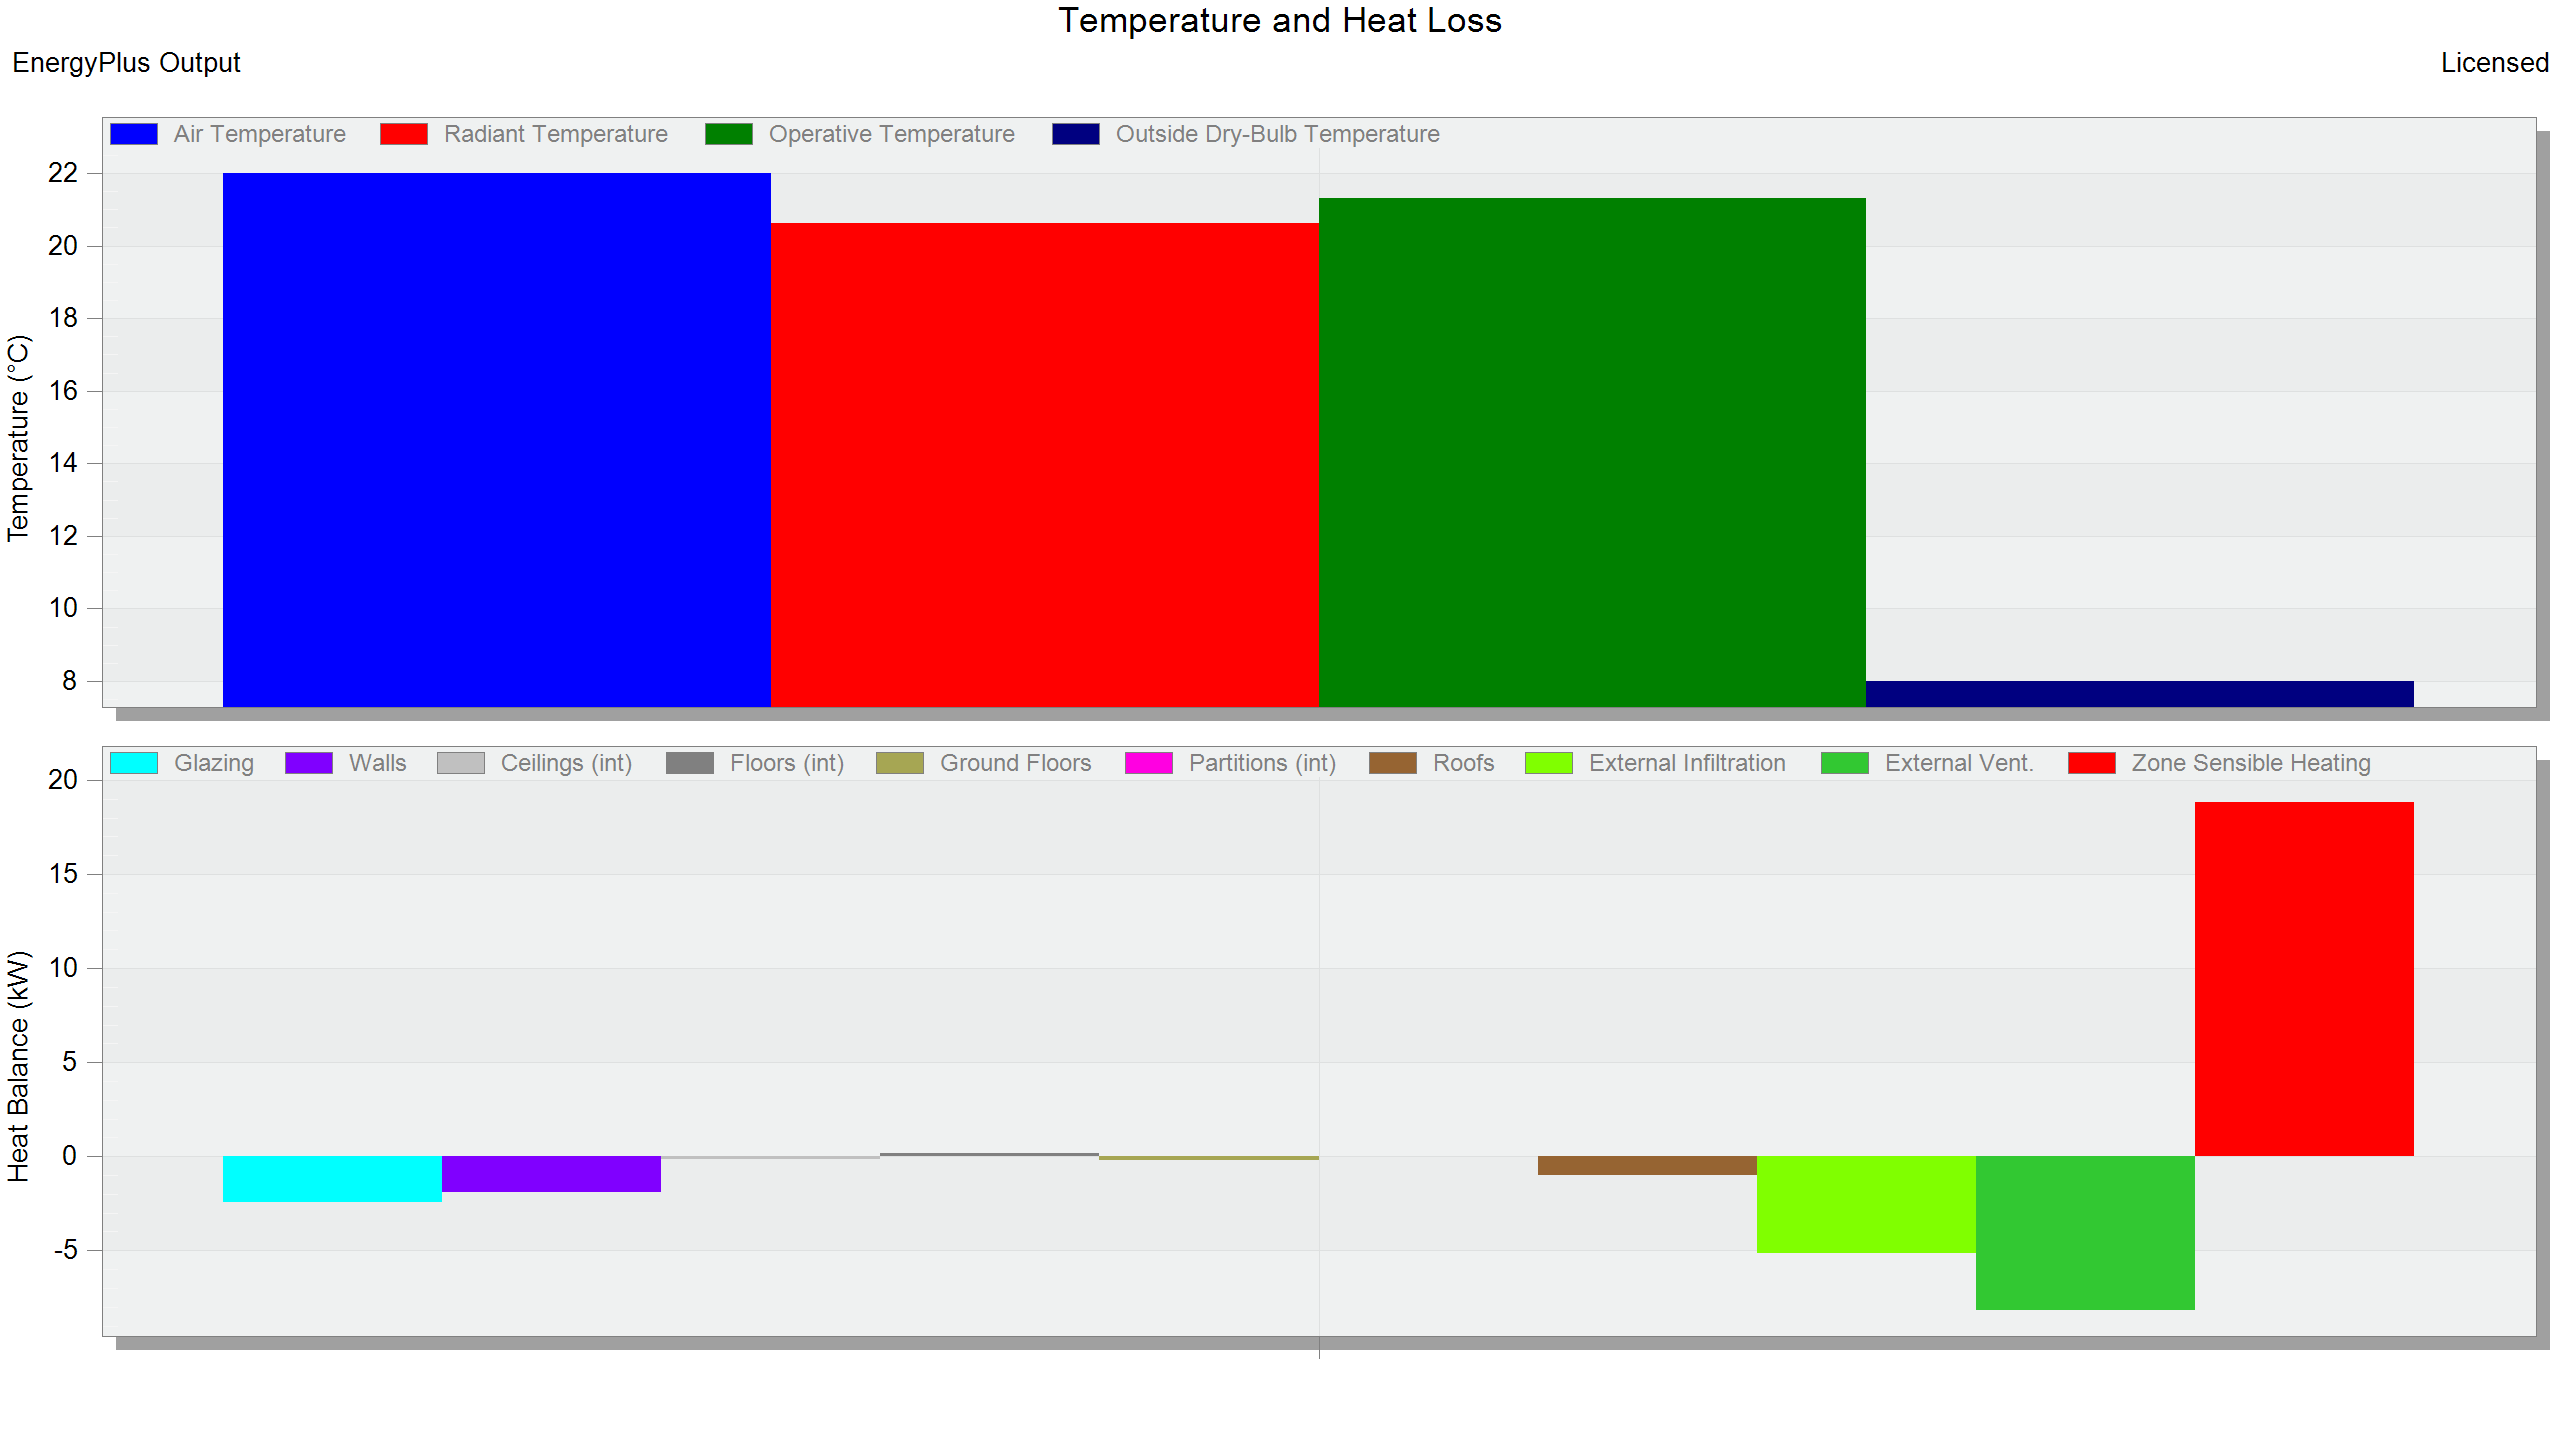 Temperature and Heat Loss
EnergyPlus Output
Licensed
Air Temperature Radiant Temperature Operative Temperature Outside Dry-Bulb Temperature
Temperature (°C)
22
20
18
16
14
12
10
8
Glazing Walls Ceilings (int) Floors (int) Ground Floors Partitions (int) Roofs External Infiltration External Vent. Zone Sensible Heating
Heat Balance (kW)
20
15
10
5
0
-5